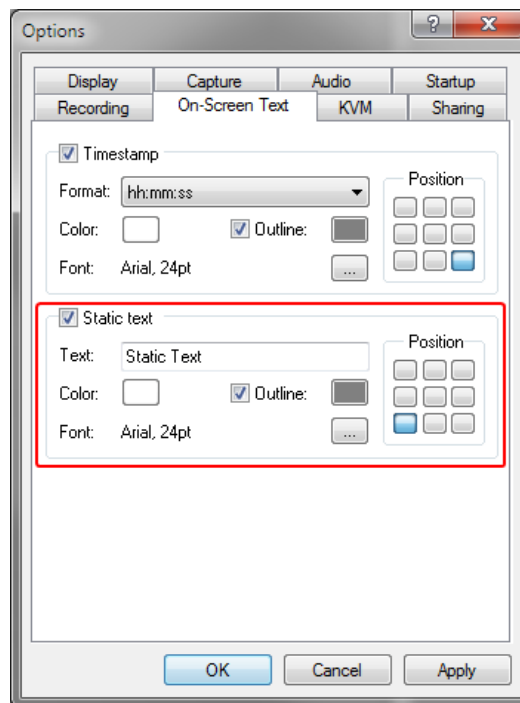 Options
?
Display Capture Audio Startup
Recording On-Screen Text KVM Sharing
Timestamp
Format: hh:mm:ss Position
Color: Outline:
Font: Arial, 24pt ...
Static text
Text: Static Text Position
Color: Outline:
Font: Arial, 24pt ...
OK Cancel Apply